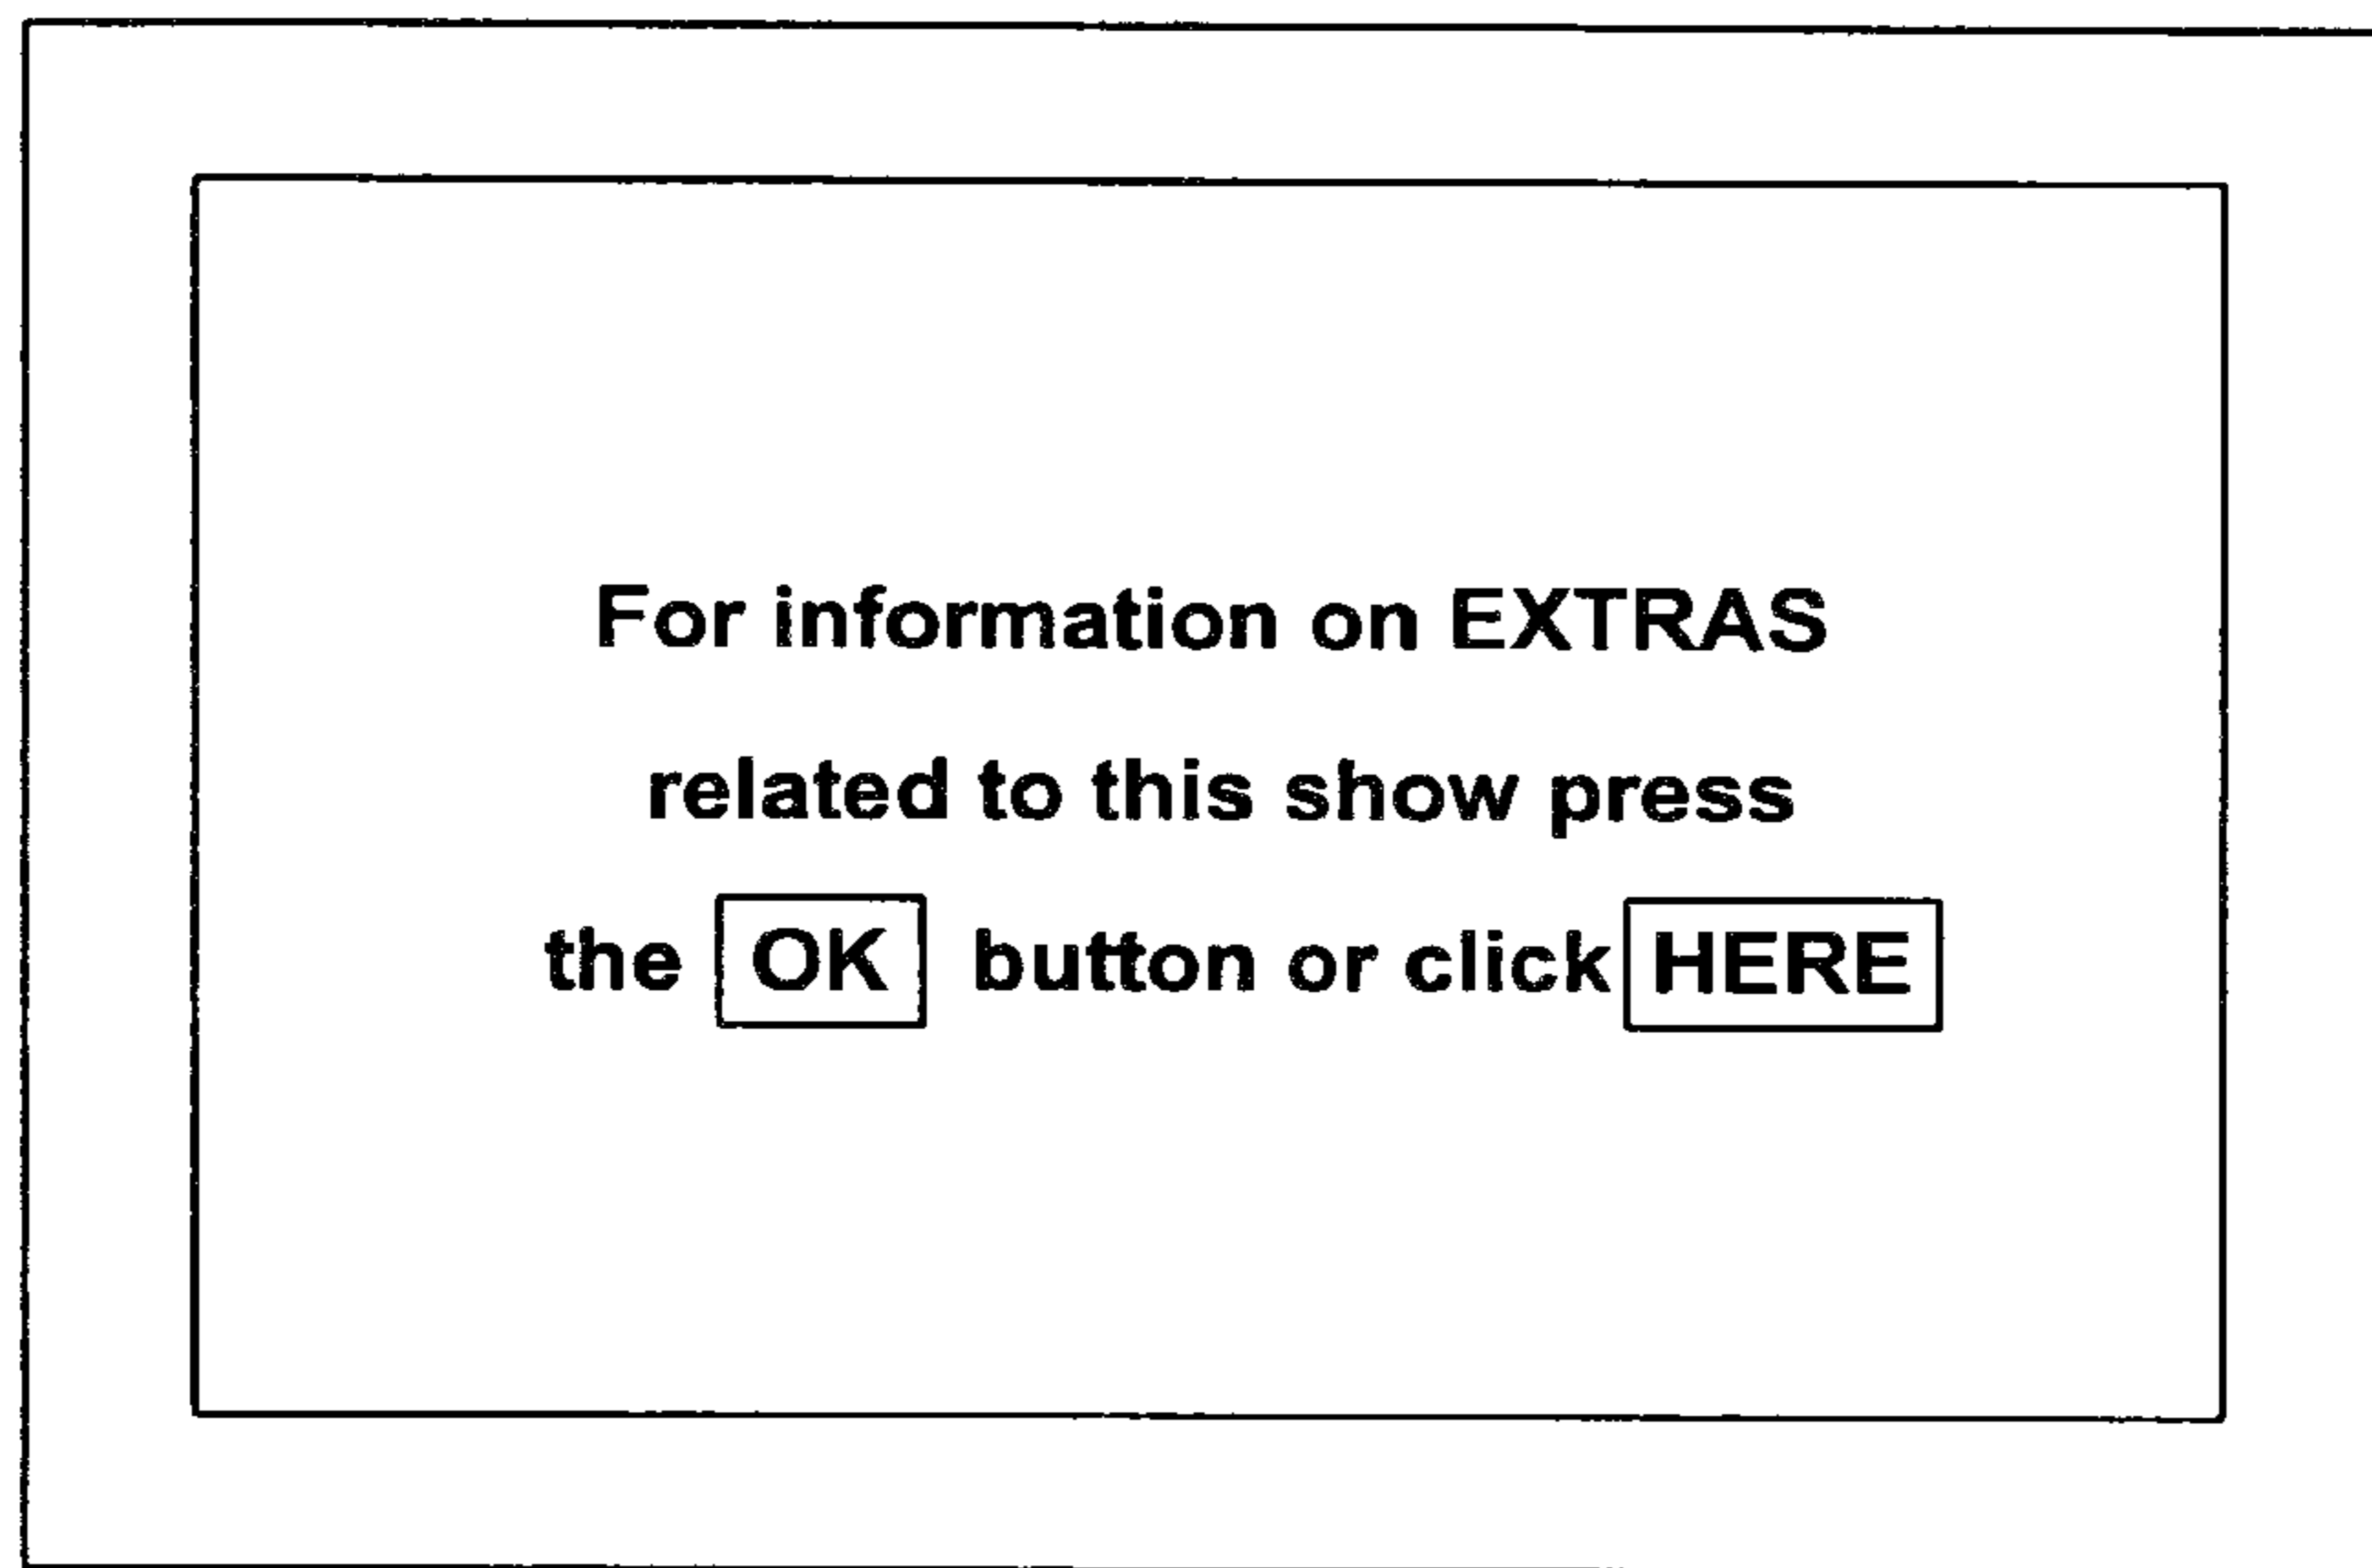 For information on EXTRAS
related to this show press
the OK button or click HERE